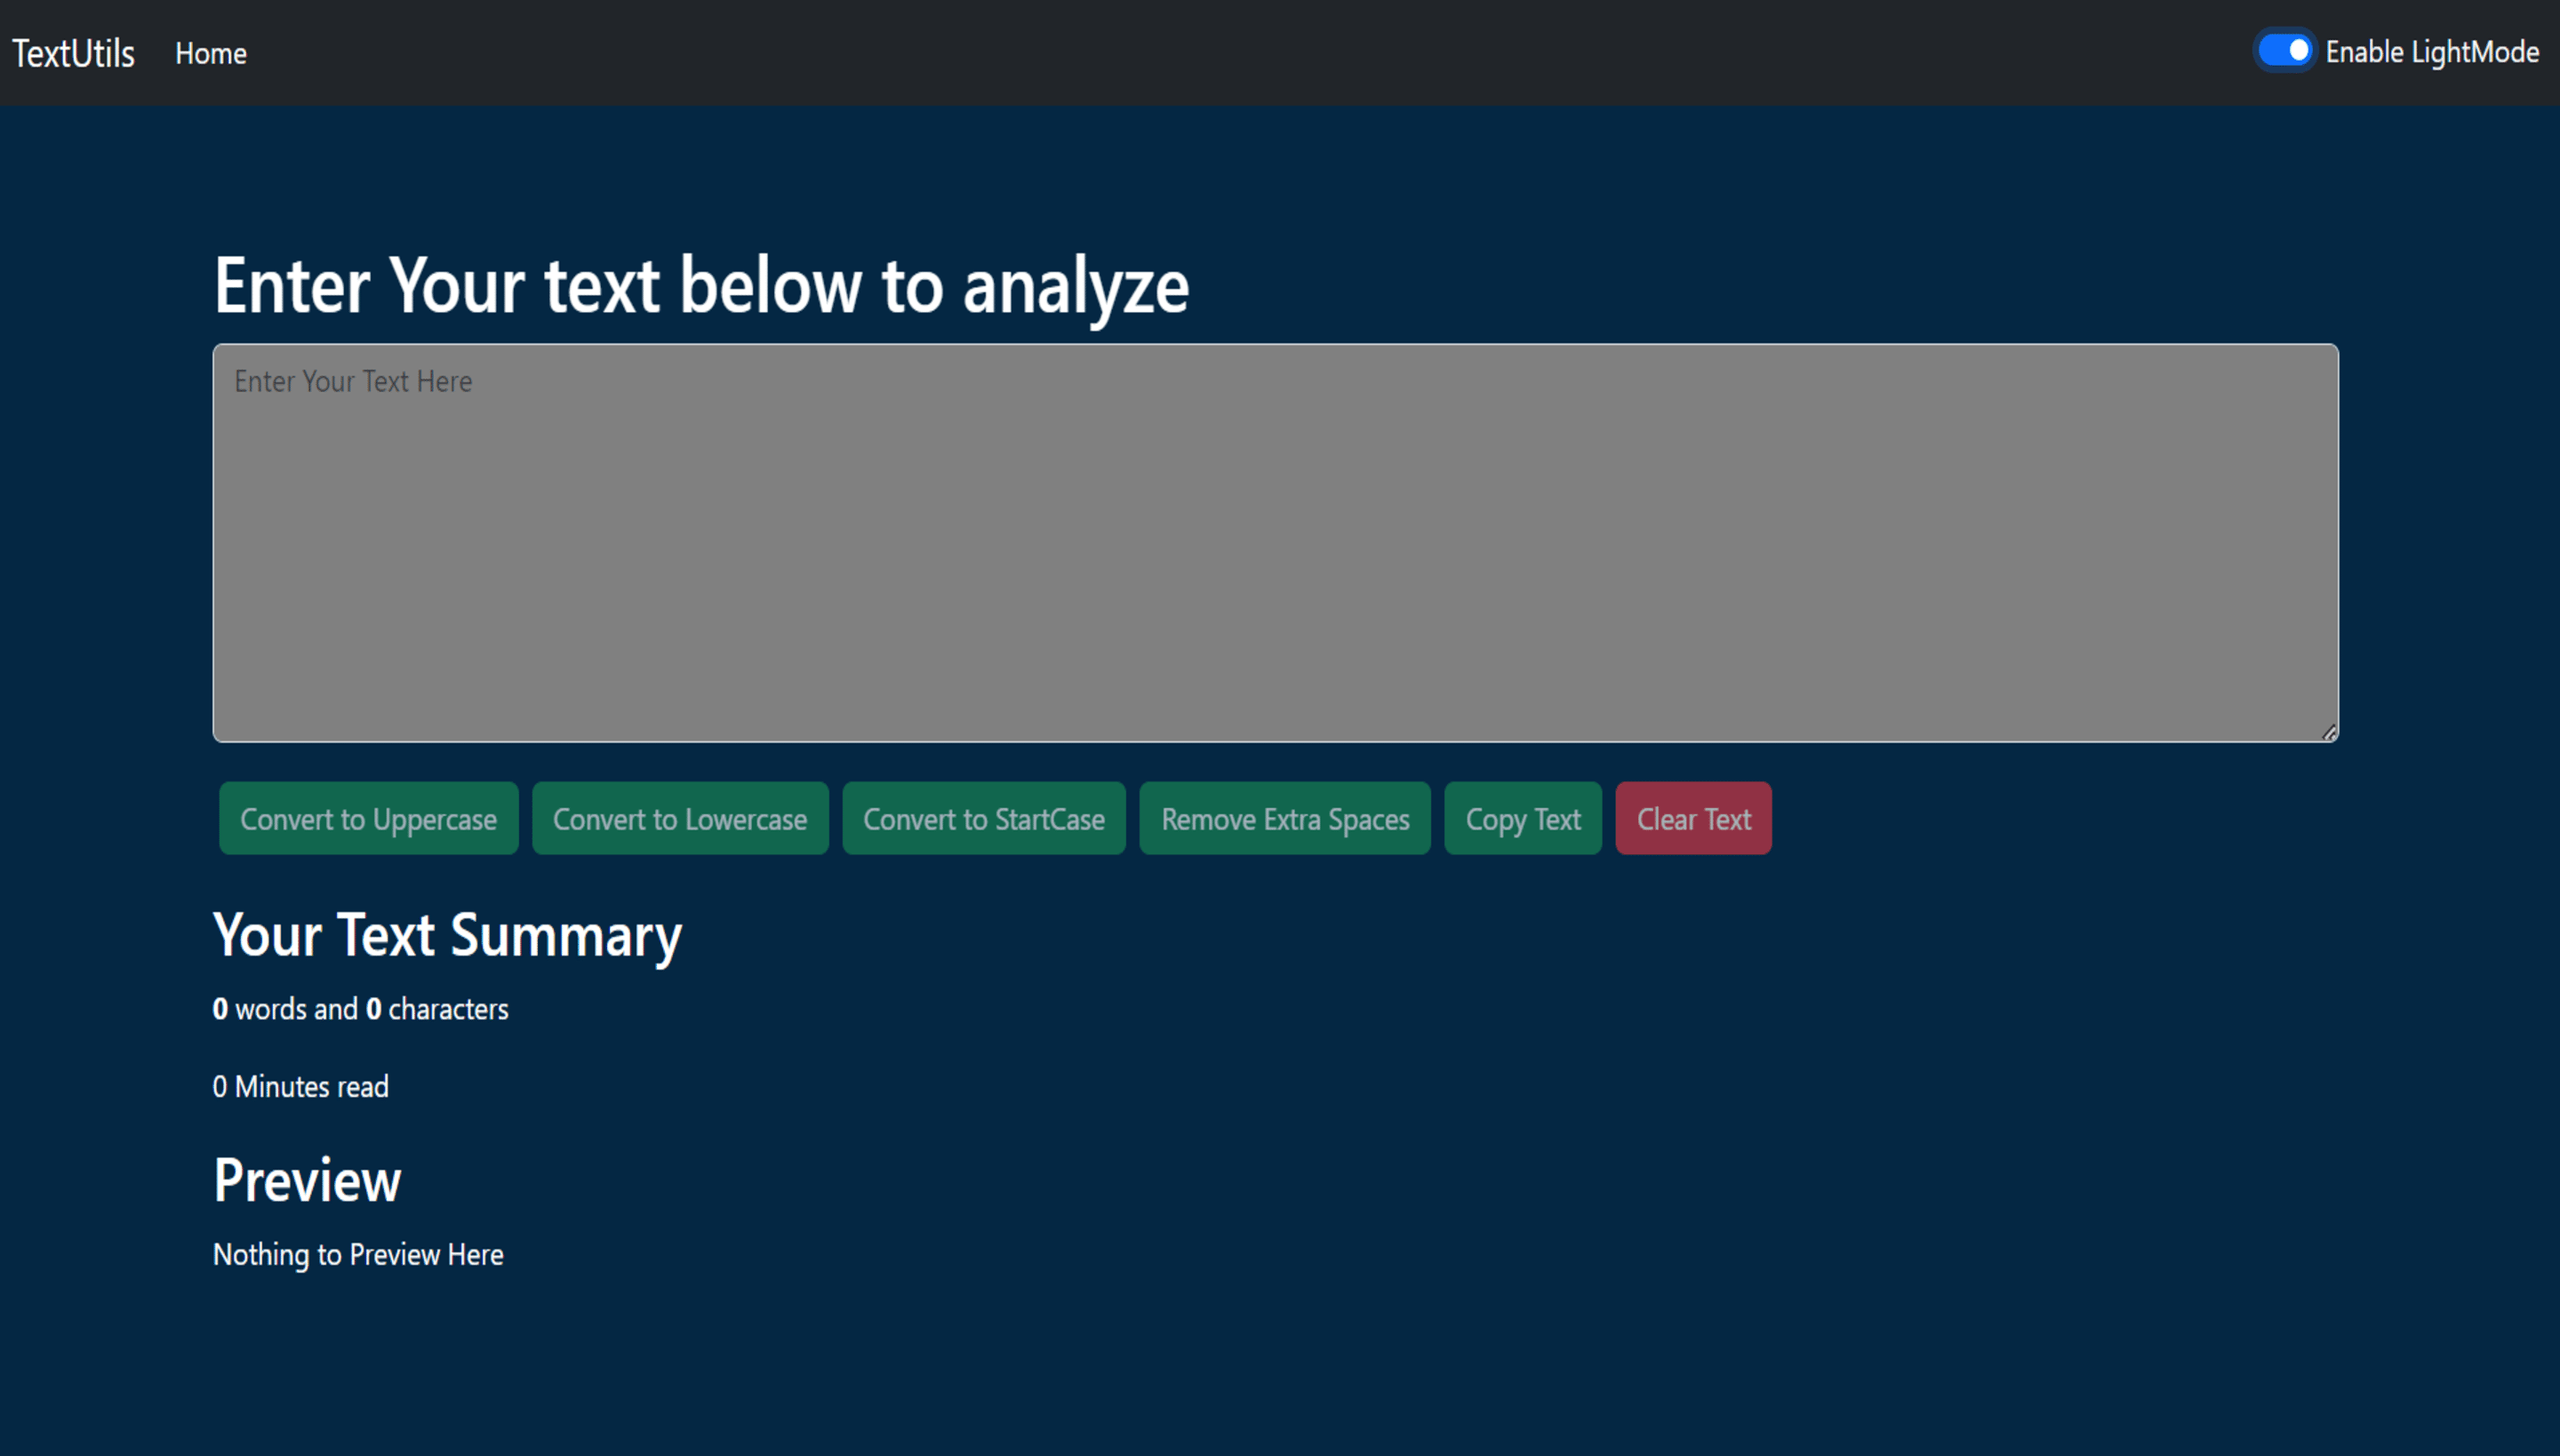 TextUtils Home Enable LightMode
Enter Your text below to analyze
Enter Your Text Here
Convert to Uppercase Convert to Lowercase Convert to StartCase Remove Extra Spaces Copy Text Clear Text
Your Text Summary
0 words and 0 characters
0 Minutes read
Preview
Nothing to Preview Here